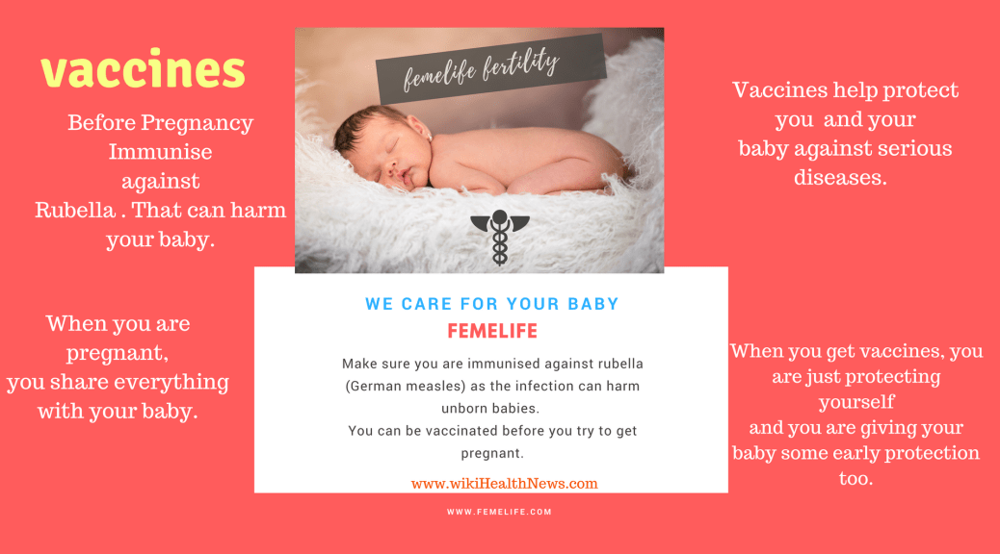 vaccines
Before Pregnancy
Immunise
against
Rubella . That can harm
your baby.
When you are
pregnant,
you share everything
with your baby.
femelife fertility
WE CARE FOR YOUR BABY
FEMELIFE
Make sure you are immunised against rubella
(German measles) as the infection can harm
unborn babies.
You can be vaccinated before you try to get
pregnant.
www.wikiHealthNews.com
WWW.FEMELIFE.COM
Vaccines help protect
you and your
baby against serious
diseases.
When you get vaccines, you
are just protecting
yourself
and you are giving your
baby some early protection
too.